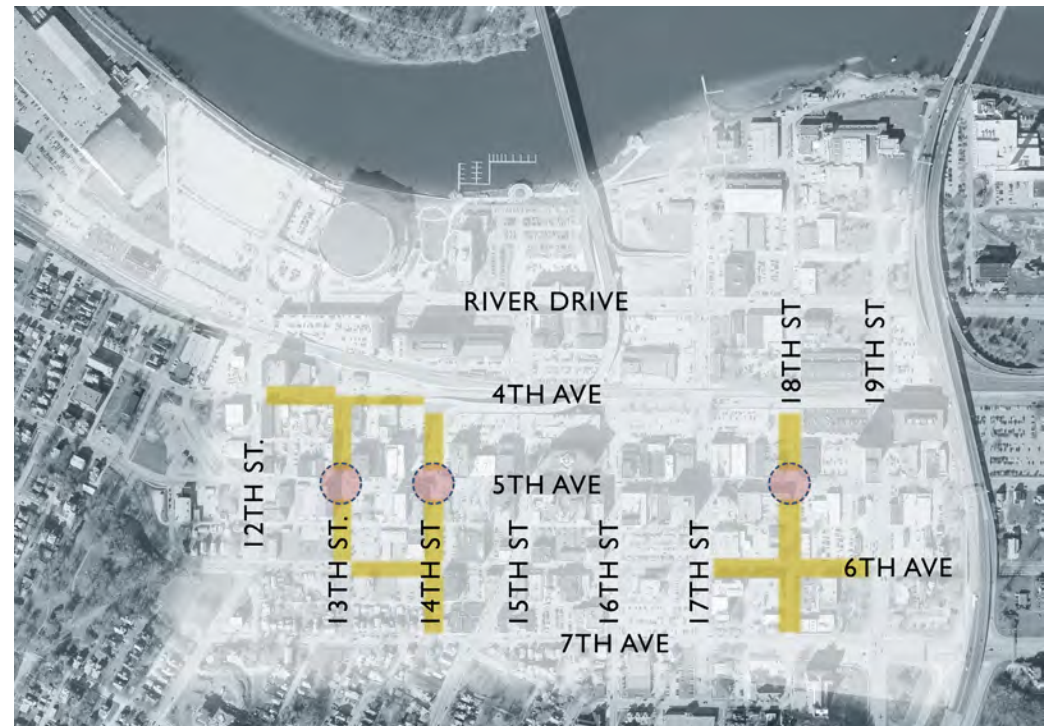 RIVER DRIVE
18TH ST
19TH ST
4TH AVE
12TH ST.
5TH AVE
13TH ST.
14TH ST
15TH ST
16TH ST
17TH ST
6TH AVE
7TH AVE